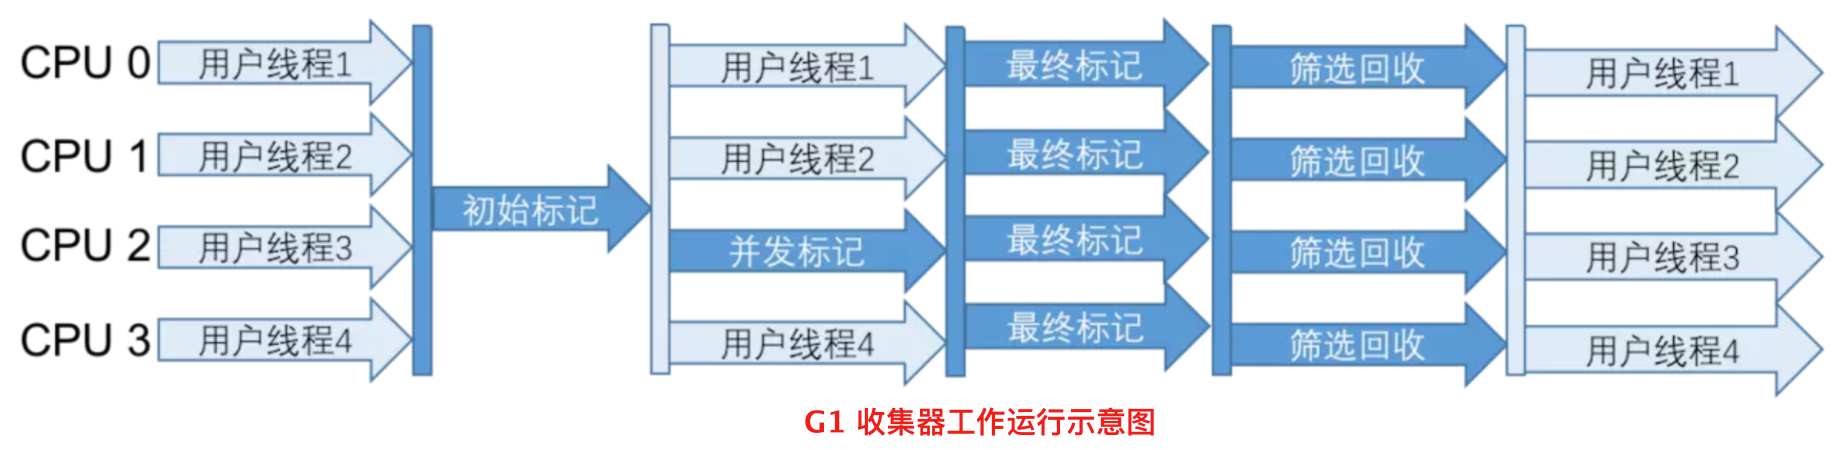 CPU 0 用户线程1 用户线程1 最终标记 筛选回收 用户线程1
CPU 1 用户线程2 用户线程2 最终标记 筛选回收 用户线程2
初始标记
CPU 2 用户线程3 并发标记 最终标记 筛选回收 用户线程3
CPU 3 用户线程4 用户线程4 最终标记 筛选回收 用户线程4
G1 收集器工作运行示意图